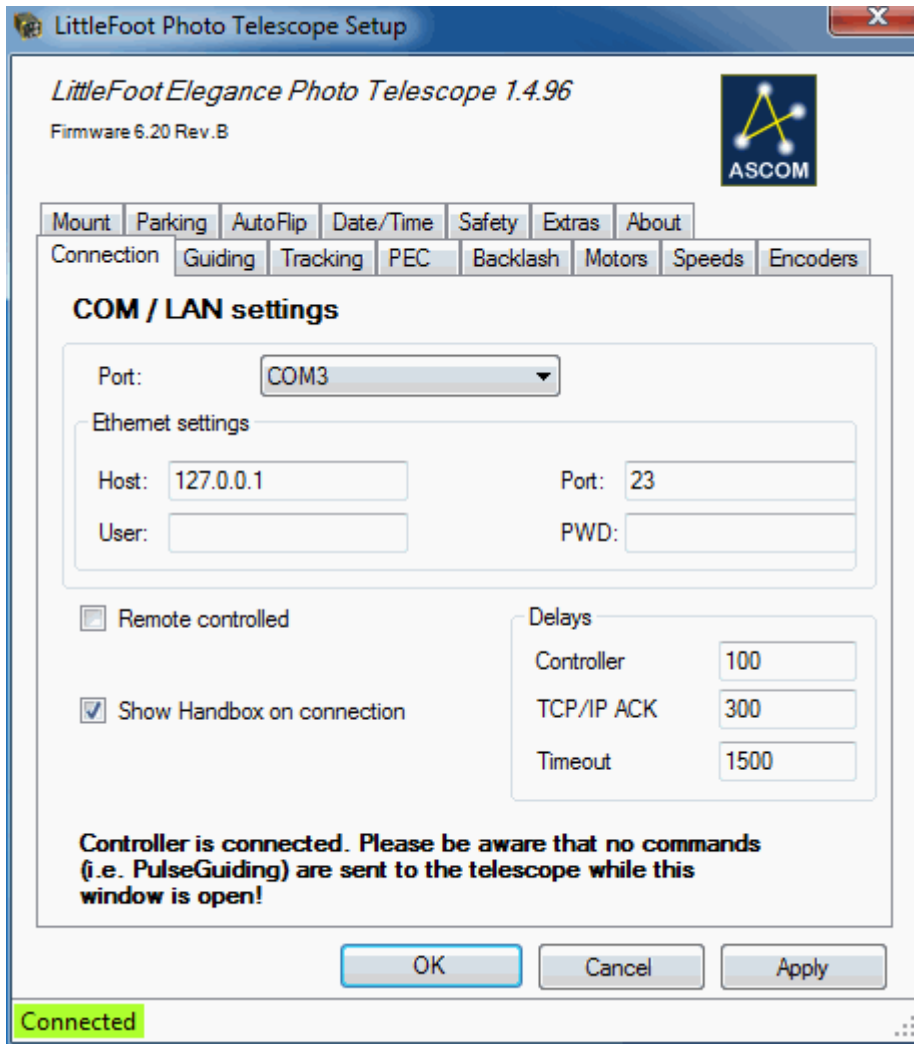 LittleFoot Photo Telescope Setup
LittleFoot Elegance Photo Telescope 1.4.96
Firmware 6.20 Rev.B
ASCOM
Mount Parking AutoFlip Date/Time Safety Extras About
Connection Guiding Tracking PEC Backlash Motors Speeds Encoders
COM / LAN settings
Port: COM3
Ethernet settings
Host: 127.0.0.1 Port: 23
User: PWD:
Remote controlled
Delays
Controller 100
Show Handbox on connection
TCP/IP ACK 300
Timeout 1500
Controller is connected. Please be aware that no commands
(i.e. PulseGuiding) are sent to the telescope while this
window is open!
OK Cancel Apply
Connected